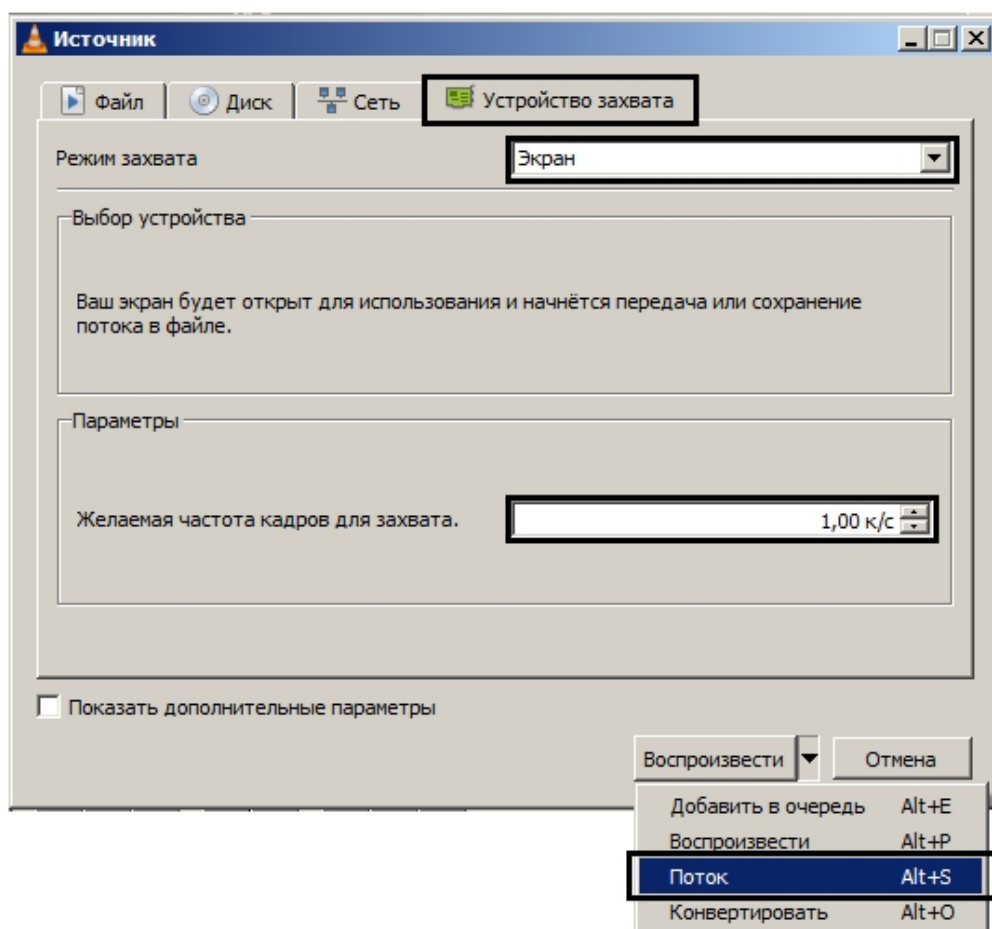 Источник
Файл Диск Сеть Устройство захвата
Режим захвата Экран
Выбор устройства
Ваш экран будет открыт для использования и начнётся передача или сохранение
потока в файле.
Параметры
Желаемая частота кадров для захвата. 1,00 к/с
Показать дополнительные параметры
Воспроизвести Отмена
Добавить в очередь Alt+E
Воспроизвести Alt+P
Поток Alt+S
Конвертировать Alt+O